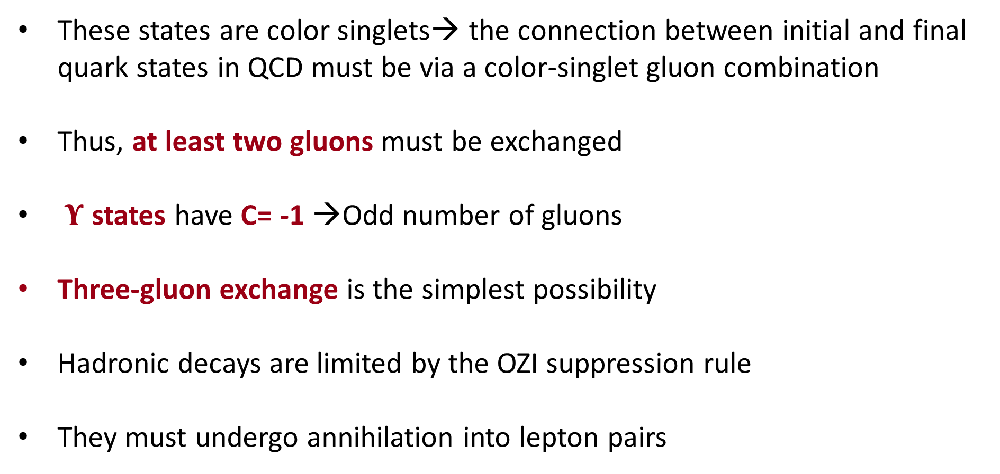 • These states are color singlets→ the connection between initial and final
quark states in QCD must be via a color-singlet gluon combination
• Thus, at least two gluons must be exchanged
• ϒ states have C= -1 →Odd number of gluons
• Three-gluon exchange is the simplest possibility
• Hadronic decays are limited by the OZI suppression rule
• They must undergo annihilation into lepton pairs